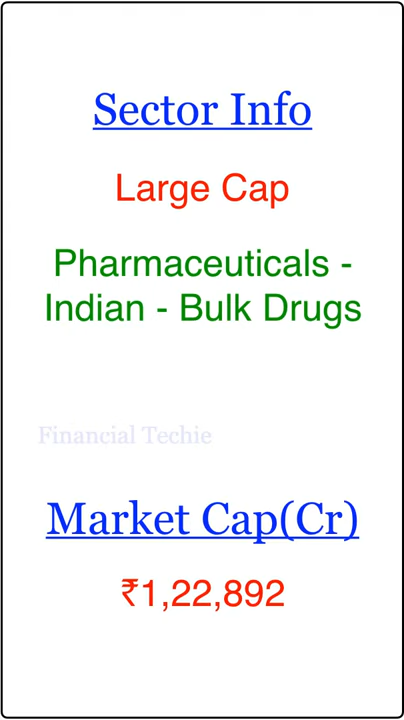 Sector Info
Large Cap
Pharmaceuticals -
Indian - Bulk Drugs
Financial Techie
Market Cap(Cr)
₹1,22,892